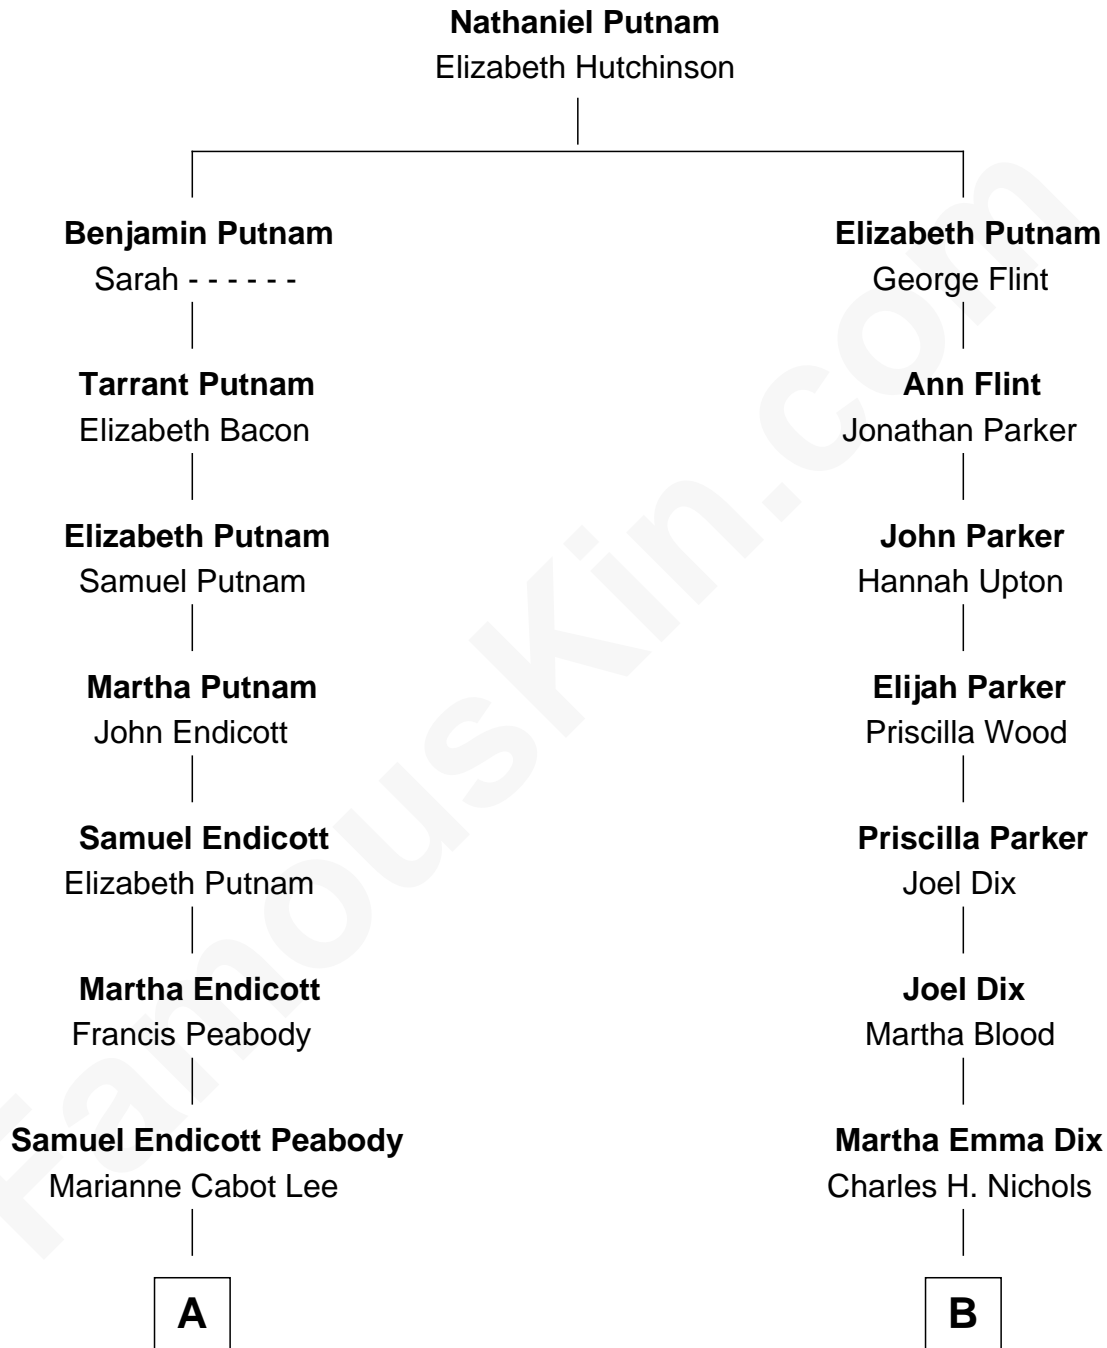 Nathaniel Putnam
Elizabeth Hutchinson
Benjamin Putnam
Sarah - - - - - -
Elizabeth Putnam
George Flint
Tarrant Putnam
Elizabeth Bacon
Ann Flint
Jonathan Parker
Elizabeth Putnam
Samuel Putnam
John Parker
Hannah Upton
Martha Putnam
John Endicott
Elijah Parker
Priscilla Wood
Samuel Endicott
Elizabeth Putnam
Priscilla Parker
Joel Dix
Martha Endicott
Francis Peabody
Joel Dix
Martha Blood
Samuel Endicott Peabody
Marianne Cabot Lee
Martha Emma Dix
Charles H. Nichols
A
B
FamousKin.com